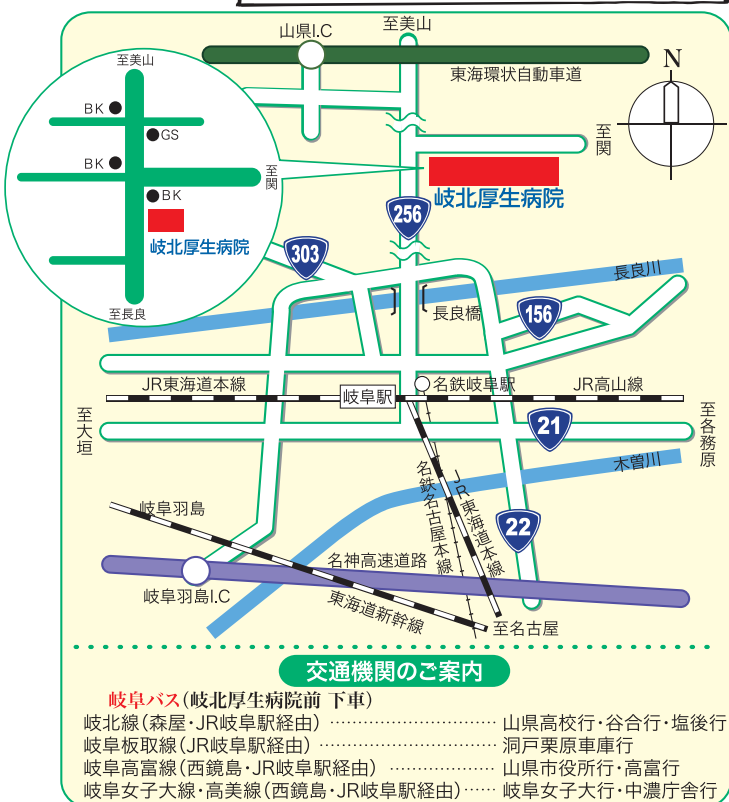 山県I.C
至美山
東海環状自動車道
N
至美山
BK
GS
BK
至関
BK
岐北厚生病院
至長良
至関
岐北厚生病院
256
303
長良川
長良橋
156
JR東海道本線
岐阜駅
名鉄岐阜駅
JR高山線
至大垣
至各務原
21
木曽川
名鉄名古屋本線
JR東海道本線
22
岐阜羽島
名神高速道路
岐阜羽島I.C
東海道新幹線
至名古屋
交通機関のご案内
岐阜バス(岐北厚生病院前 下車)
岐北線(森屋・JR岐阜駅経由) ……………………… 山県高校行・谷合行・塩後行
岐阜板取線(JR岐阜駅経由) ……………………… 洞戸栗原車庫行
岐阜高富線(西鏡島・JR岐阜駅経由) …………… 山県市役所行・高富行
岐阜女子大線・高美線(西鏡島・JR岐阜駅経由)…… 岐阜女子大行・中濃庁舎行